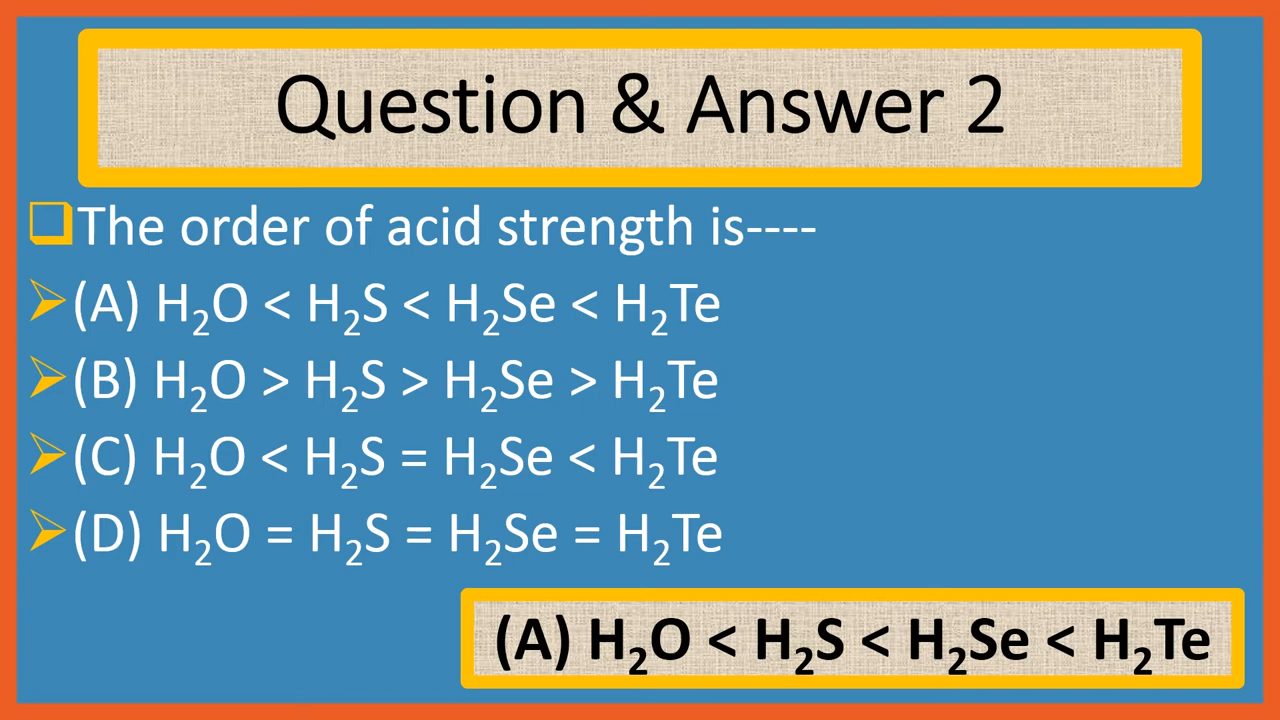 Question & Answer 2
The order of acid strength is----
(A) H₂O < H₂S < H₂Se < H₂Te
(B) H₂O > H₂S > H₂Se > H₂Te
(C) H₂O < H₂S = H₂Se < H₂Te
(D) H₂O = H₂S = H₂Se = H₂Te
(A) H₂O < H₂S < H₂Se < H₂Te